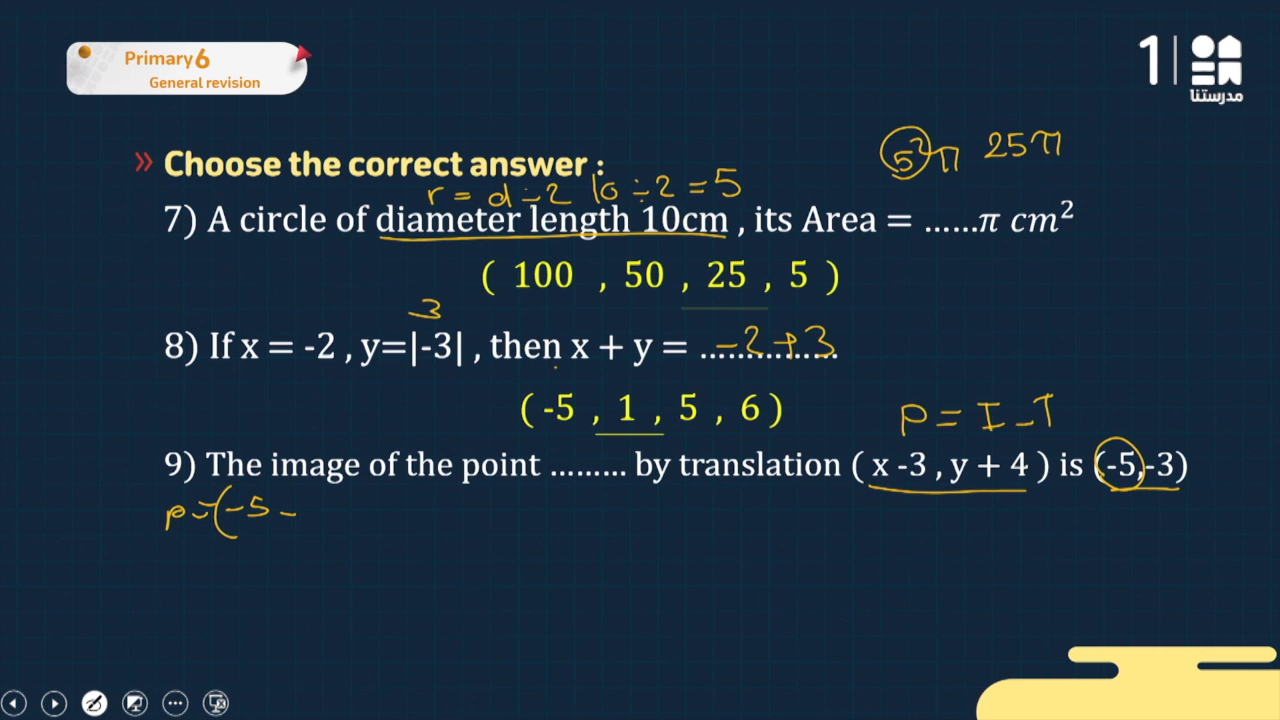 Primary 6
General revision
1
مدرستنا
» Choose the correct answer :
5²π 25π
r = d ÷ 2 10 ÷ 2 = 5
7) A circle of diameter length 10cm , its Area = ......π cm²
( 100 , 50 , 25 , 5 )
3
8) If x = -2 , y=|-3| , then x + y = ...............
-2+3
( -5 , 1 , 5 , 6 )
P = I - T
9) The image of the point ......... by translation ( x -3 , y + 4 ) is (-5,-3)
P = (-5 -